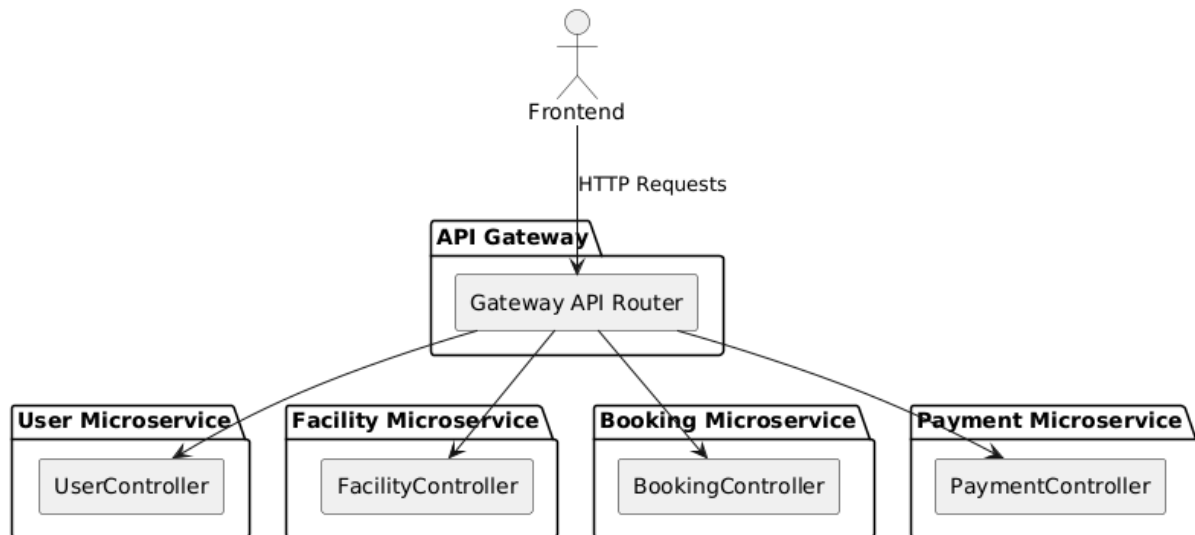 Frontend
HTTP Requests
API Gateway
Gateway API Router
User Microservice
Facility Microservice
Booking Microservice
Payment Microservice
UserController
FacilityController
BookingController
PaymentController